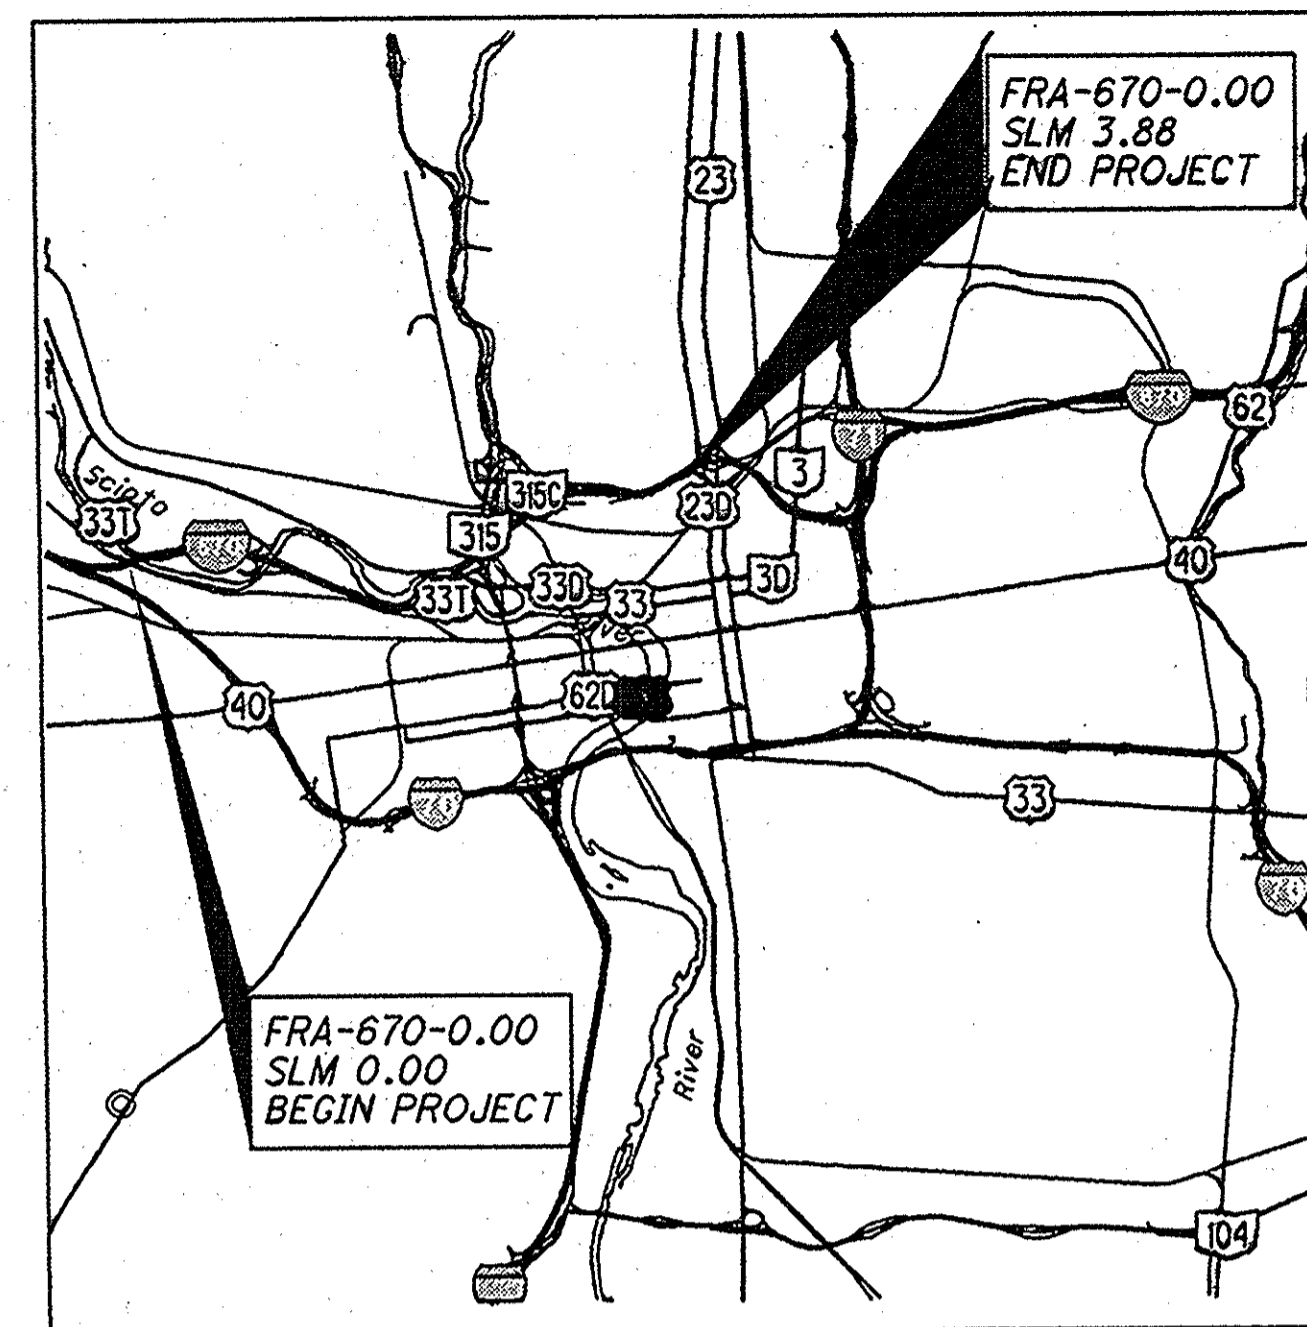 FRA-670-0.00
SLM 3.88
END PROJECT
23
62
3
Scioto
315C
23D
33T
315
40
33D
3D
33T
33
40
62D
33
FRA-670-0.00
SLM 0.00
BEGIN PROJECT
River
104